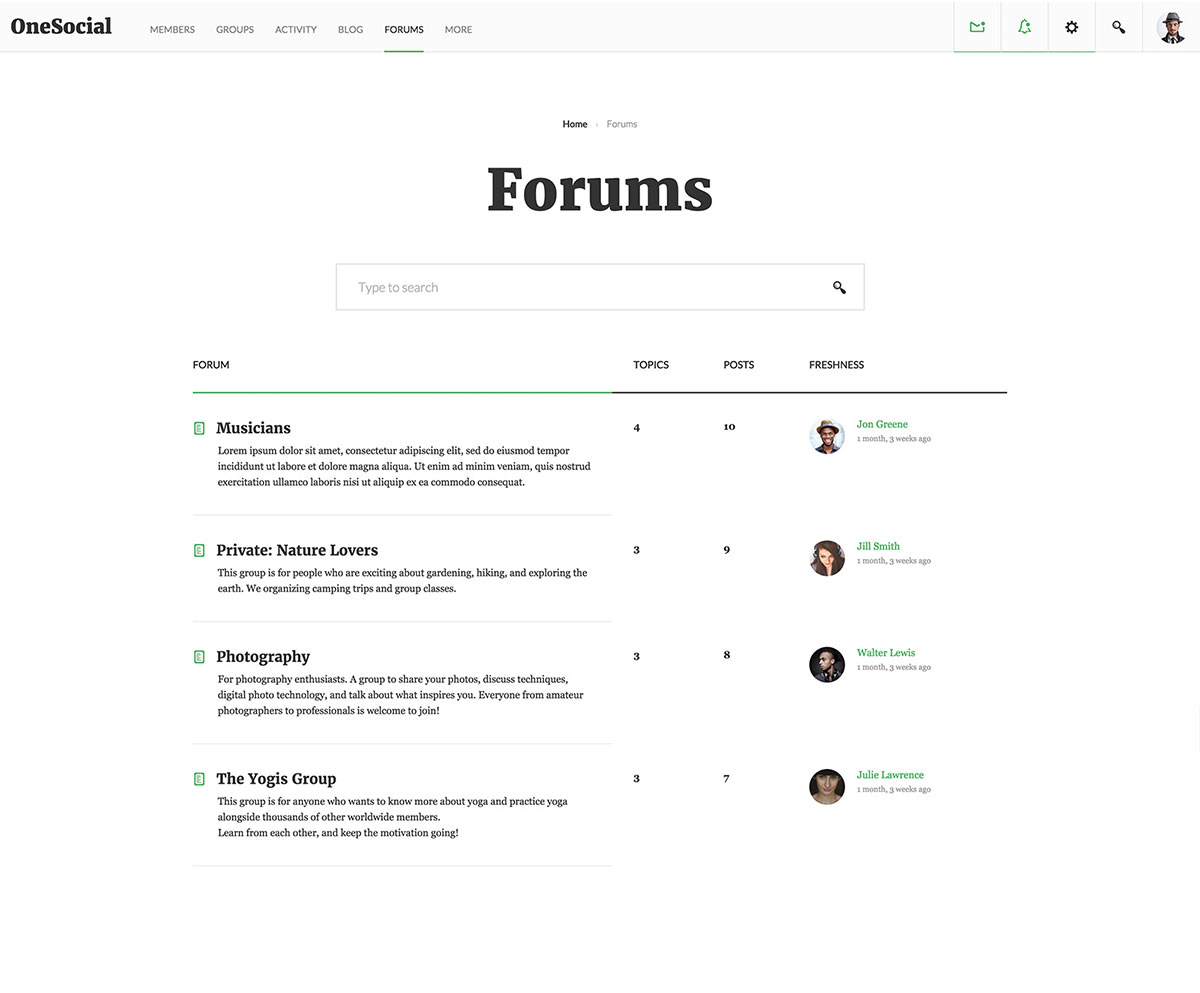 OneSocial MEMBERS GROUPS ACTIVITY BLOG FORUMS MORE
Home › Forums
Forums
Type to search
FORUM TOPICS POSTS FRESHNESS
Musicians 4 10 Jon Greene
1 month, 3 weeks ago
Lorem ipsum dolor sit amet, consectetur adipiscing elit, sed do eiusmod tempor
incididunt ut labore et dolore magna aliqua. Ut enim ad minim veniam, quis nostrud
exercitation ullamco laboris nisi ut aliquip ex ea commodo consequat.
Private: Nature Lovers 3 9 Jill Smith
1 month, 3 weeks ago
This group is for people who are exciting about gardening, hiking, and exploring the
earth. We organizing camping trips and group classes.
Photography 3 8 Walter Lewis
1 month, 3 weeks ago
For photography enthusiasts. A group to share your photos, discuss techniques,
digital photo technology, and talk about what inspires you. Everyone from amateur
photographers to professionals is welcome to join!
The Yogis Group 3 7 Julie Lawrence
1 month, 3 weeks ago
This group is for anyone who wants to know more about yoga and practice yoga
alongside thousands of other worldwide members.
Learn from each other, and keep the motivation going!